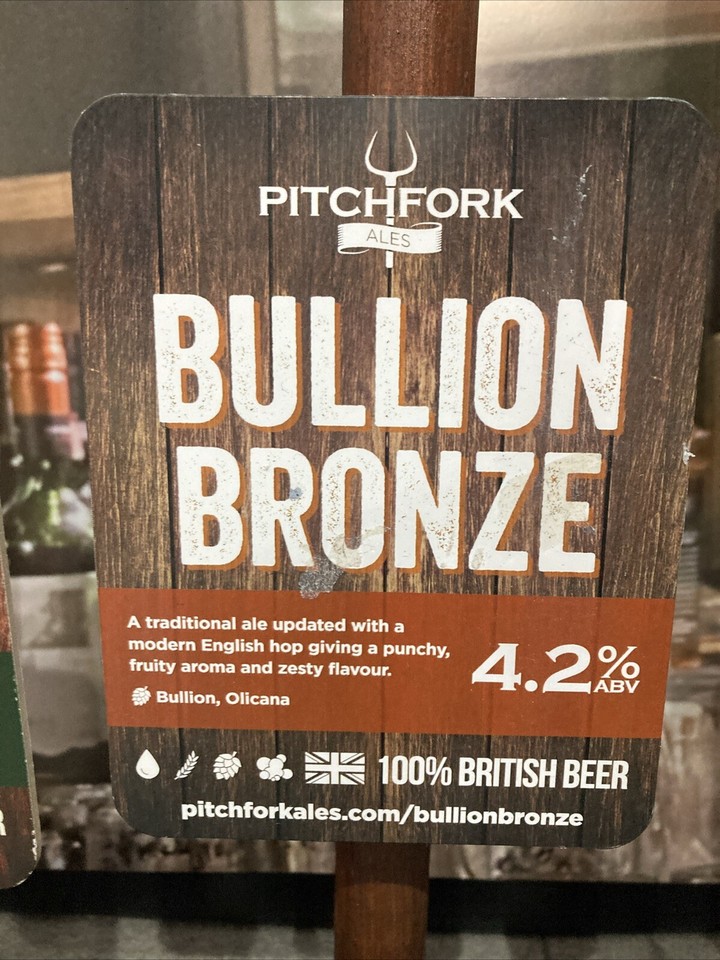 PITCHFORK
ALES
BULLION
BRONZE
A traditional ale updated with a
modern English hop giving a punchy,
fruity aroma and zesty flavour.
Bullion, Olicana
4.2%
ABV
100% BRITISH BEER
pitchforkales.com/bullionbronze
R